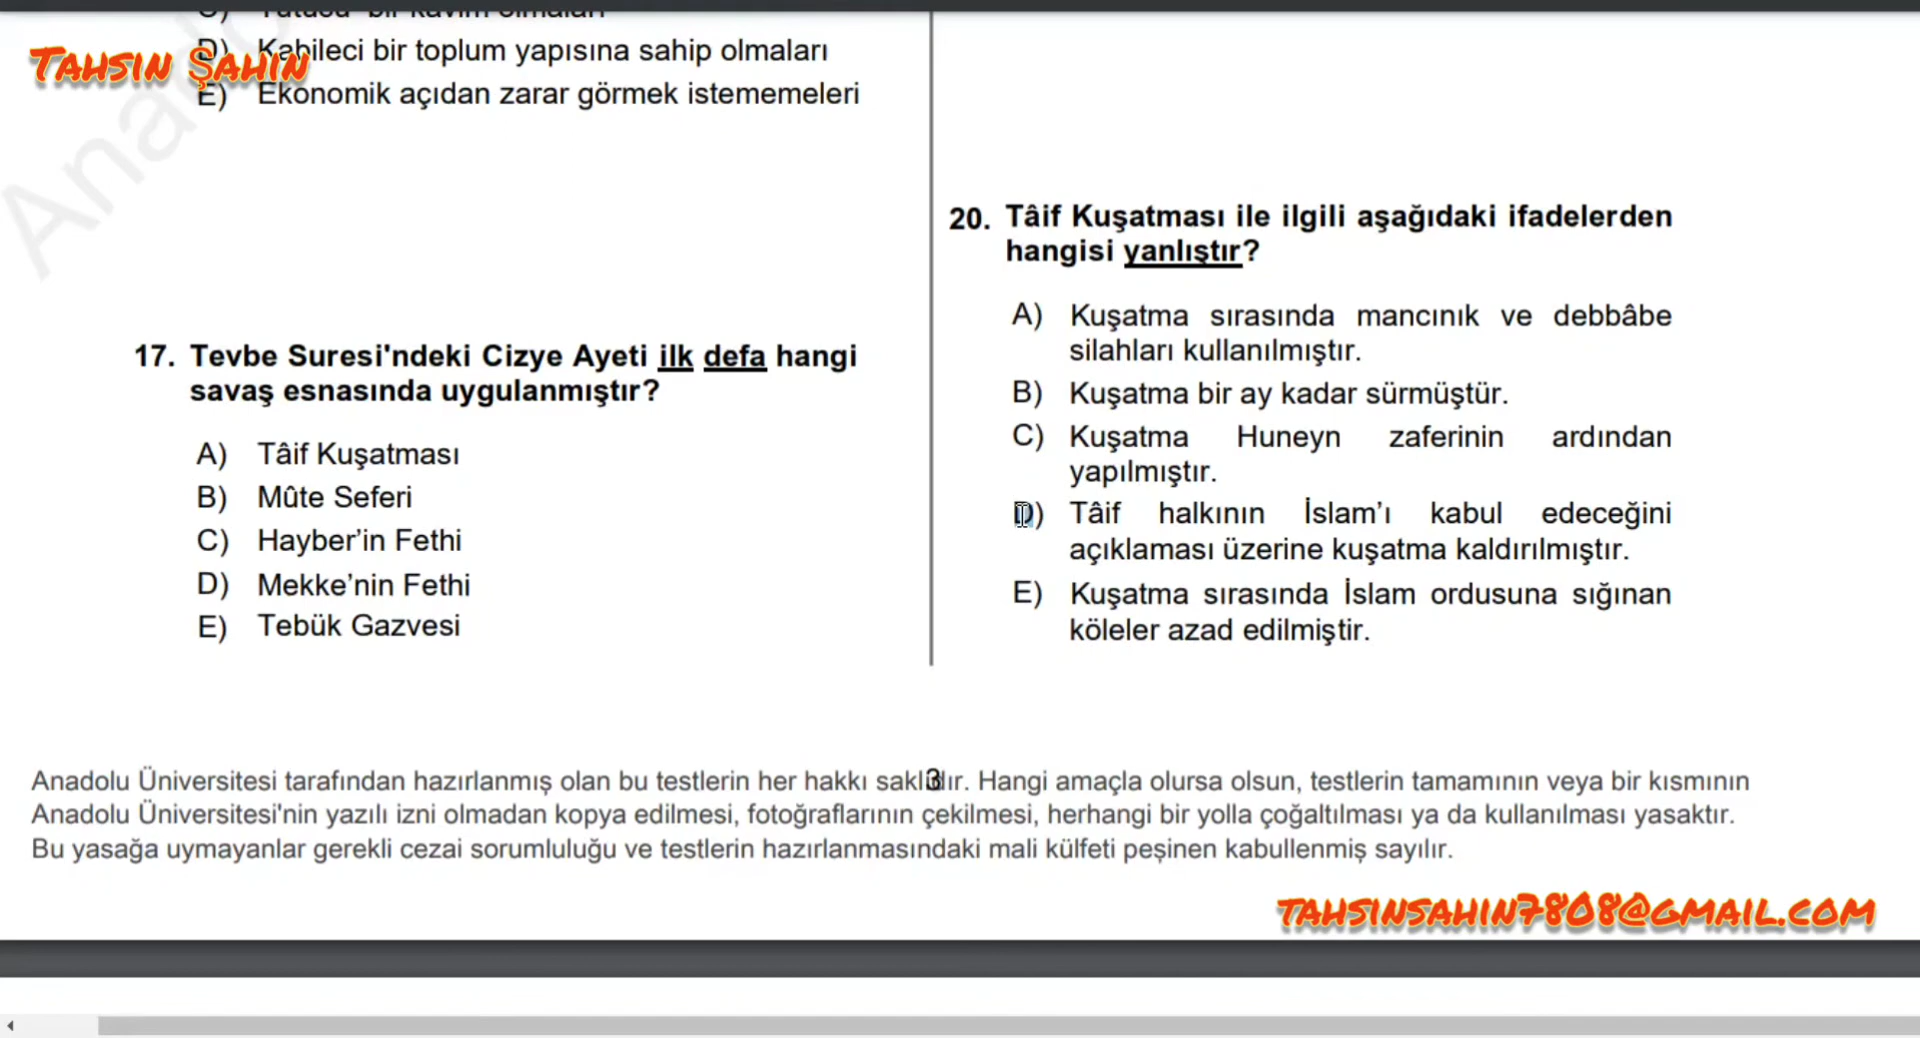 C) Tutucu bir kavim olmaları
D) Kabileci bir toplum yapısına sahip olmaları
TAHSIN ŞAHIN
E) Ekonomik açıdan zarar görmek istememeleri
Anado
17. Tevbe Suresi'ndeki Cizye Ayeti ilk defa hangi
savaş esnasında uygulanmıştır?
A) Tâif Kuşatması
B) Mûte Seferi
C) Hayber’in Fethi
D) Mekke’nin Fethi
E) Tebük Gazvesi
20. Tâif Kuşatması ile ilgili aşağıdaki ifadelerden
hangisi yanlıştır?
A) Kuşatma sırasında mancınık ve debbâbe
silahları kullanılmıştır.
B) Kuşatma bir ay kadar sürmüştür.
C) Kuşatma Huneyn zaferinin ardından
yapılmıştır.
D) Tâif halkının İslam’ı kabul edeceğini
açıklaması üzerine kuşatma kaldırılmıştır.
E) Kuşatma sırasında İslam ordusuna sığınan
köleler azad edilmiştir.
3
Anadolu Üniversitesi tarafından hazırlanmış olan bu testlerin her hakkı saklıdır. Hangi amaçla olursa olsun, testlerin tamamının veya bir kısmının
Anadolu Üniversitesi'nin yazılı izni olmadan kopya edilmesi, fotoğraflarının çekilmesi, herhangi bir yolla çoğaltılması ya da kullanılması yasaktır.
Bu yasağa uymayanlar gerekli cezai sorumluluğu ve testlerin hazırlanmasındaki mali külfeti peşinen kabullenmiş sayılır.
TAHSINSAHIN7808@GMAIL.COM